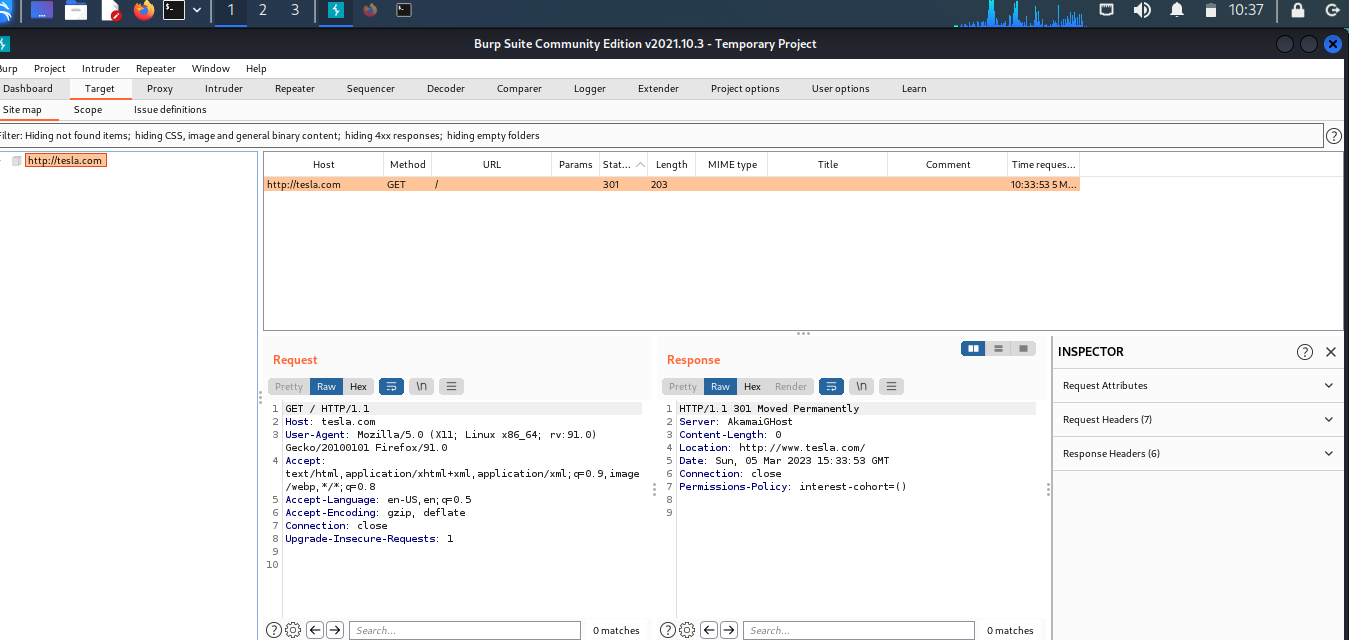 1 2 3 10:37
Burp Suite Community Edition v2021.10.3 - Temporary Project
Burp Project Intruder Repeater Window Help
Dashboard Target Proxy Intruder Repeater Sequencer Decoder Comparer Logger Extender Project options User options Learn
Site map Scope Issue definitions
Filter: Hiding not found items; hiding CSS, image and general binary content; hiding 4xx responses; hiding empty folders
http://tesla.com
Host Method URL Params Stat... Length MIME type Title Comment Time reques...
http://tesla.com GET / 301 203 10:33:53 5 M...
Request
Pretty Raw Hex \n
1 GET / HTTP/1.1
2 Host: tesla.com
3 User-Agent: Mozilla/5.0 (X11; Linux x86_64; rv:91.0)
Gecko/20100101 Firefox/91.0
4 Accept:
text/html,application/xhtml+xml,application/xml;q=0.9,image
/webp,*/*;q=0.8
5 Accept-Language: en-US,en;q=0.5
6 Accept-Encoding: gzip, deflate
7 Connection: close
8 Upgrade-Insecure-Requests: 1
9
10
Search... 0 matches
Response
Pretty Raw Hex Render \n
1 HTTP/1.1 301 Moved Permanently
2 Server: AkamaiGHost
3 Content-Length: 0
4 Location: http://www.tesla.com/
5 Date: Sun, 05 Mar 2023 15:33:53 GMT
6 Connection: close
7 Permissions-Policy: interest-cohort=()
8
9
Search... 0 matches
INSPECTOR
Request Attributes
Request Headers (7)
Response Headers (6)